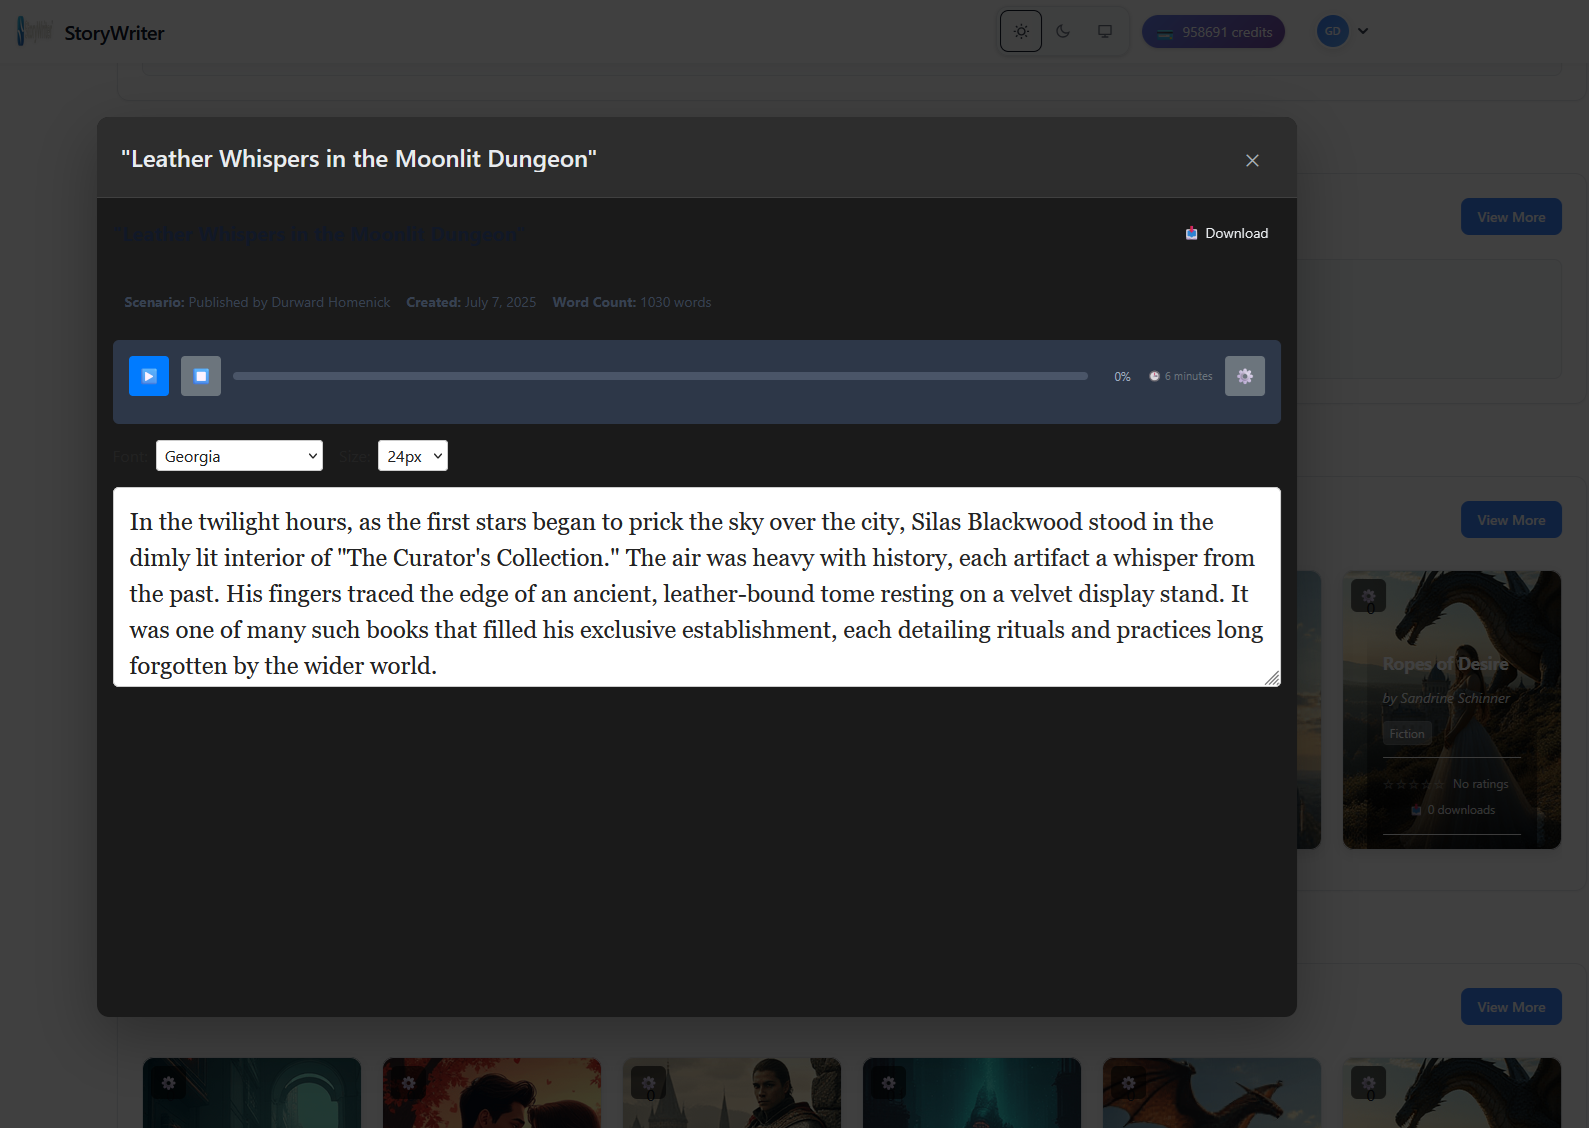 StoryWriter
958691 credits
GD
"Leather Whispers in the Moonlit Dungeon"
View More
"Leather Whispers in the Moonlit Dungeon"
Download
Scenario: Published by Durward Homenick Created: July 7, 2025 Word Count: 1030 words
0%
6 minutes
Font: Georgia Size: 24px
In the twilight hours, as the first stars began to prick the sky over the city, Silas Blackwood stood in the
dimly lit interior of "The Curator's Collection." The air was heavy with history, each artifact a whisper from
the past. His fingers traced the edge of an ancient, leather-bound tome resting on a velvet display stand. It
was one of many such books that filled his exclusive establishment, each detailing rituals and practices long
forgotten by the wider world.
View More
0
Ropes of Desire
by Sandrine Schinner
Fiction
No ratings
0 downloads
View More
0
0